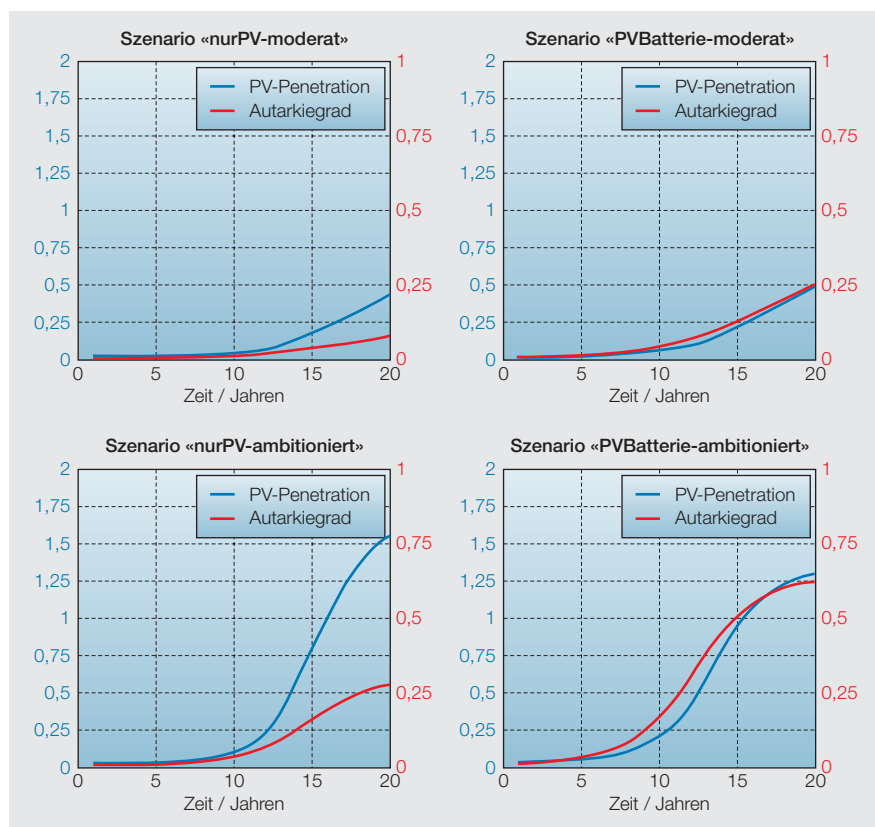 Szenario «nurPV-moderat»
2
1,75
1,5
1,25
1
0,75
0,5
0,25
0
1
0,75
0,5
0,25
0
PV-Penetration
Autarkiegrad
0 5 10 15 20
Zeit / Jahren
Szenario «PVBatterie-moderat»
2
1,75
1,5
1,25
1
0,75
0,5
0,25
0
1
0,75
0,5
0,25
0
PV-Penetration
Autarkiegrad
0 5 10 15 20
Zeit / Jahren
Szenario «nurPV-ambitioniert»
2
1,75
1,5
1,25
1
0,75
0,5
0,25
0
1
0,75
0,5
0,25
0
PV-Penetration
Autarkiegrad
0 5 10 15 20
Zeit / Jahren
Szenario «PVBatterie-ambitioniert»
2
1,75
1,5
1,25
1
0,75
0,5
0,25
0
1
0,75
0,5
0,25
0
PV-Penetration
Autarkiegrad
0 5 10 15 20
Zeit / Jahren